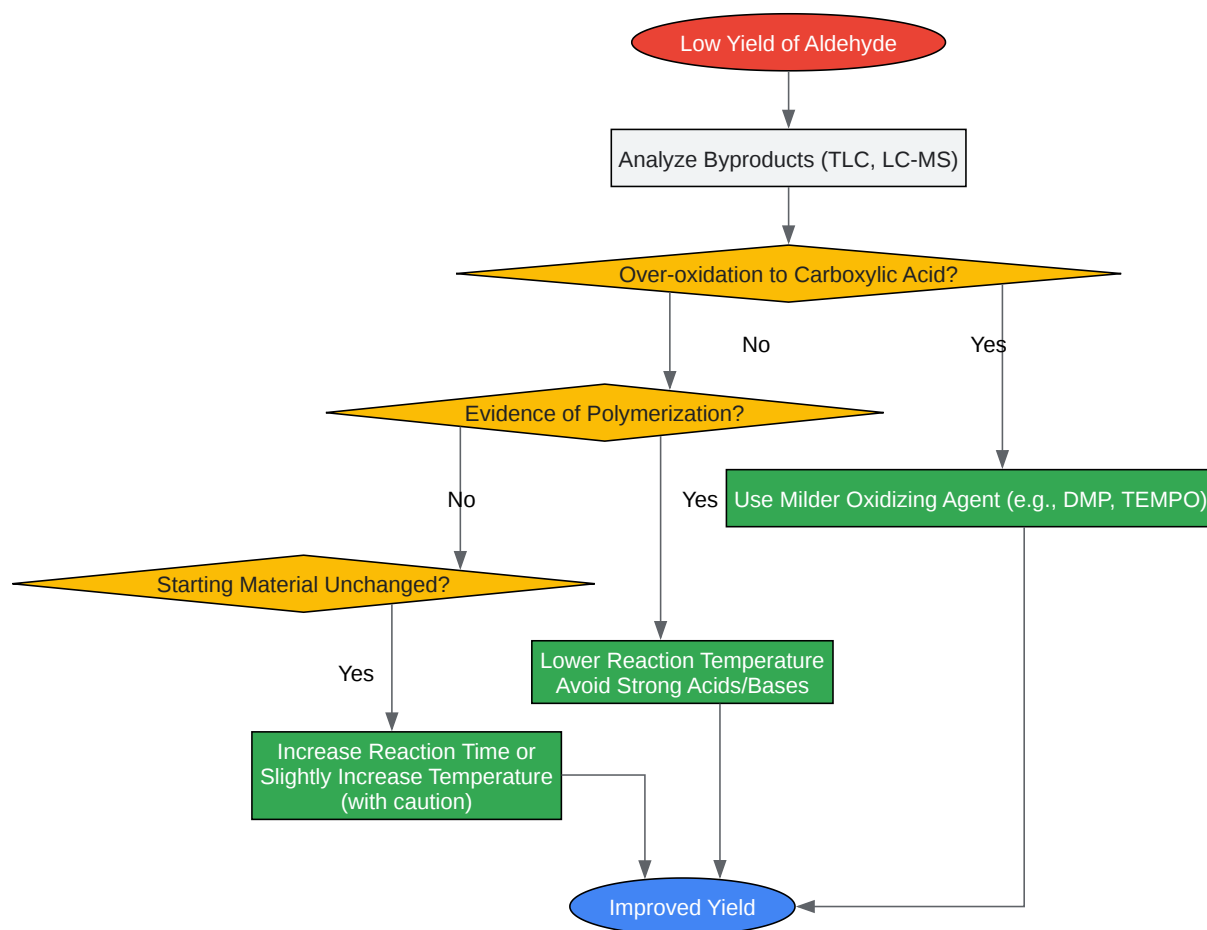 Low Yield of Aldehyde
Analyze Byproducts (TLC, LC-MS)
Over-oxidation to Carboxylic Acid?
No
Yes
Evidence of Polymerization?
No
Yes
Use Milder Oxidizing Agent (e.g., DMP, TEMPO)
Starting Material Unchanged?
Yes
Lower Reaction Temperature
Avoid Strong Acids/Bases
Increase Reaction Time or
Slightly Increase Temperature
(with caution)
Improved Yield